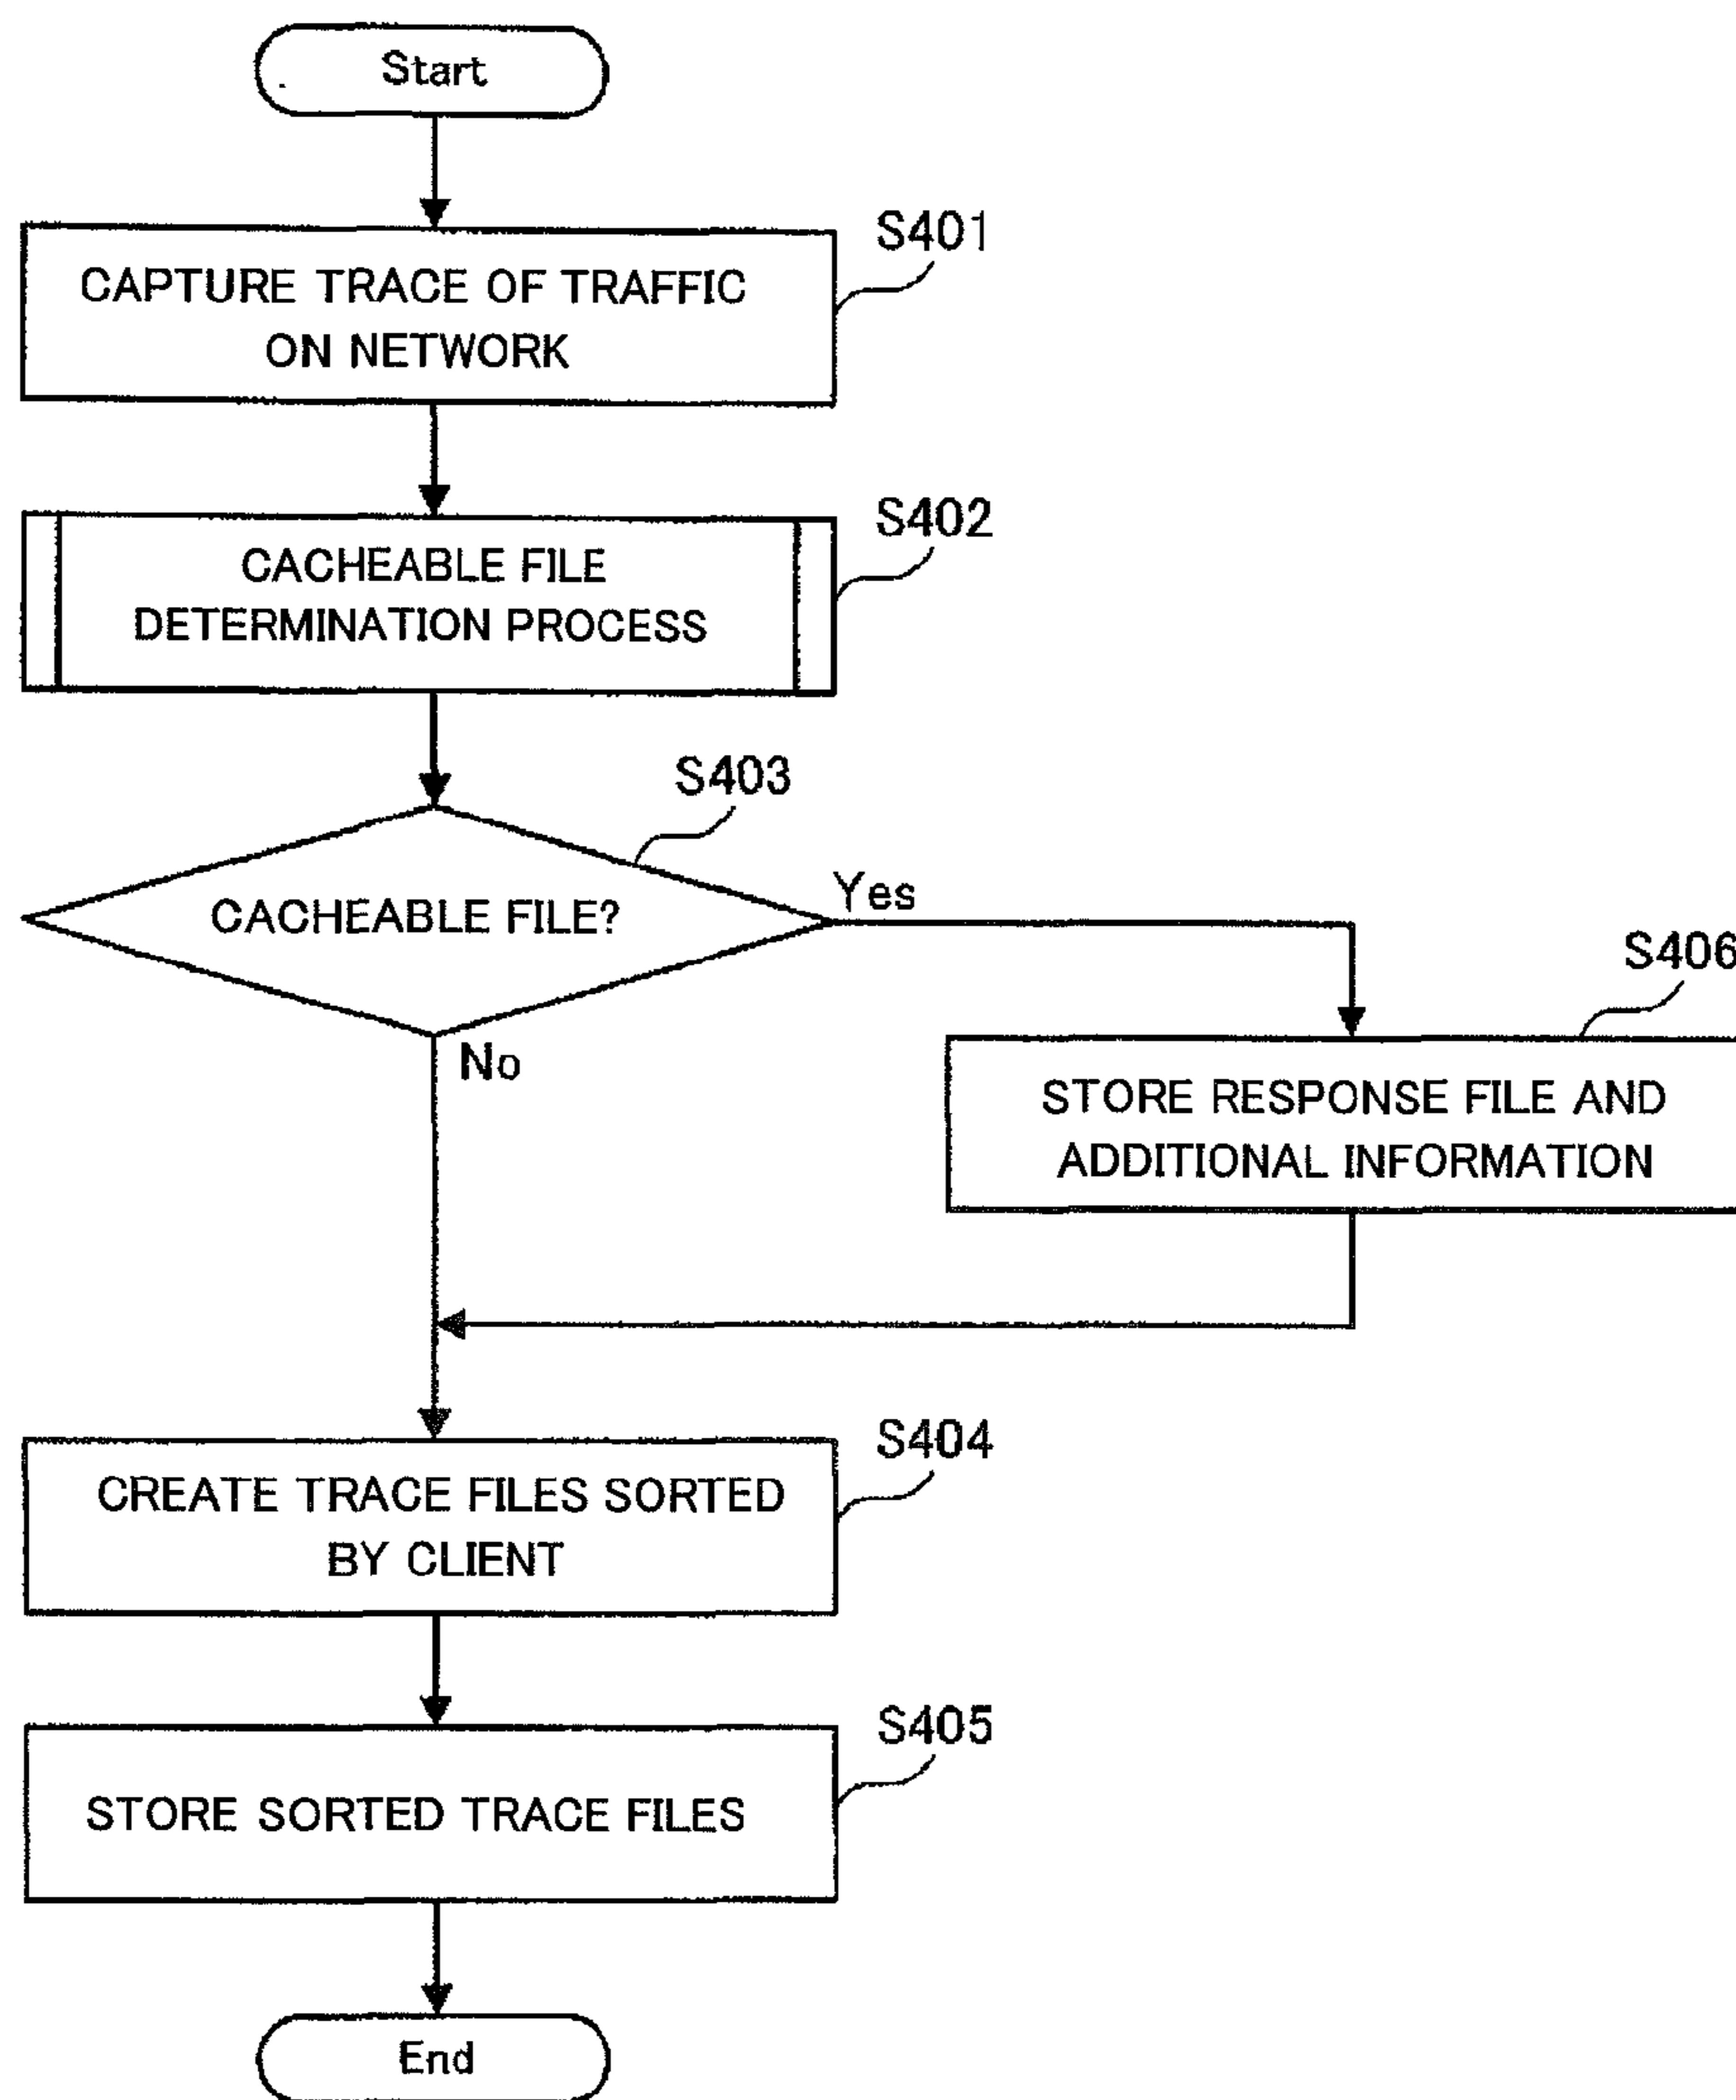 Start
S401
CAPTURE TRACE OF TRAFFIC
ON NETWORK
S402
CACHEABLE FILE
DETERMINATION PROCESS
S403
CACHEABLE FILE?
Yes
No
S406
STORE RESPONSE FILE AND
ADDITIONAL INFORMATION
S404
CREATE TRACE FILES SORTED
BY CLIENT
S405
STORE SORTED TRACE FILES
End